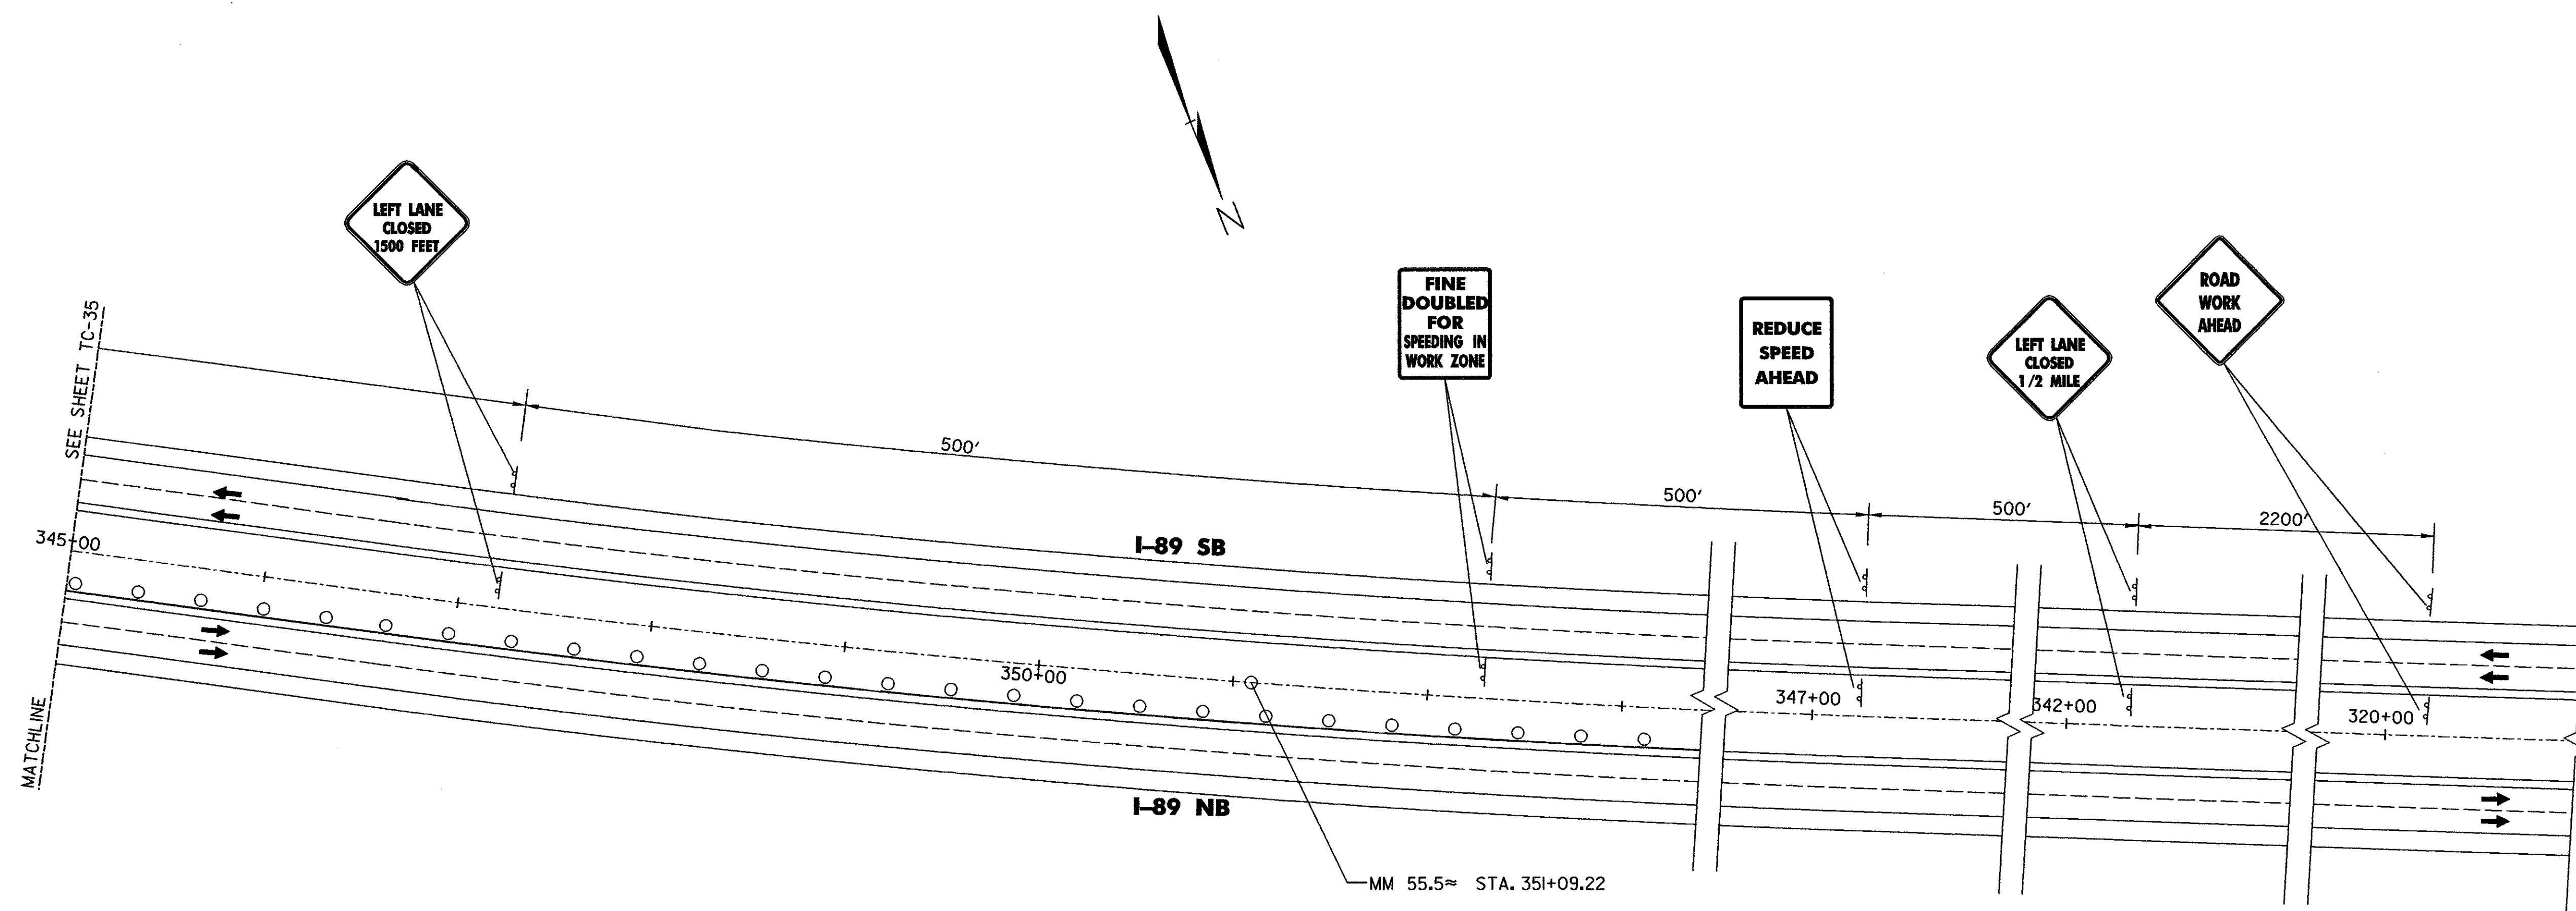 N
LEFT LANE
CLOSED
1500 FEET
FINE
DOUBLED
FOR
SPEEDING IN
WORK ZONE
REDUCE
SPEED
AHEAD
LEFT LANE
CLOSED
1/2 MILE
ROAD
WORK
AHEAD
SEE SHEET TC-35
MATCHLINE
500'
500'
500'
2200'
I-89 SB
345+00
350+00
347+00
342+00
320+00
I-89 NB
MM 55.5≈ STA. 351+09.22